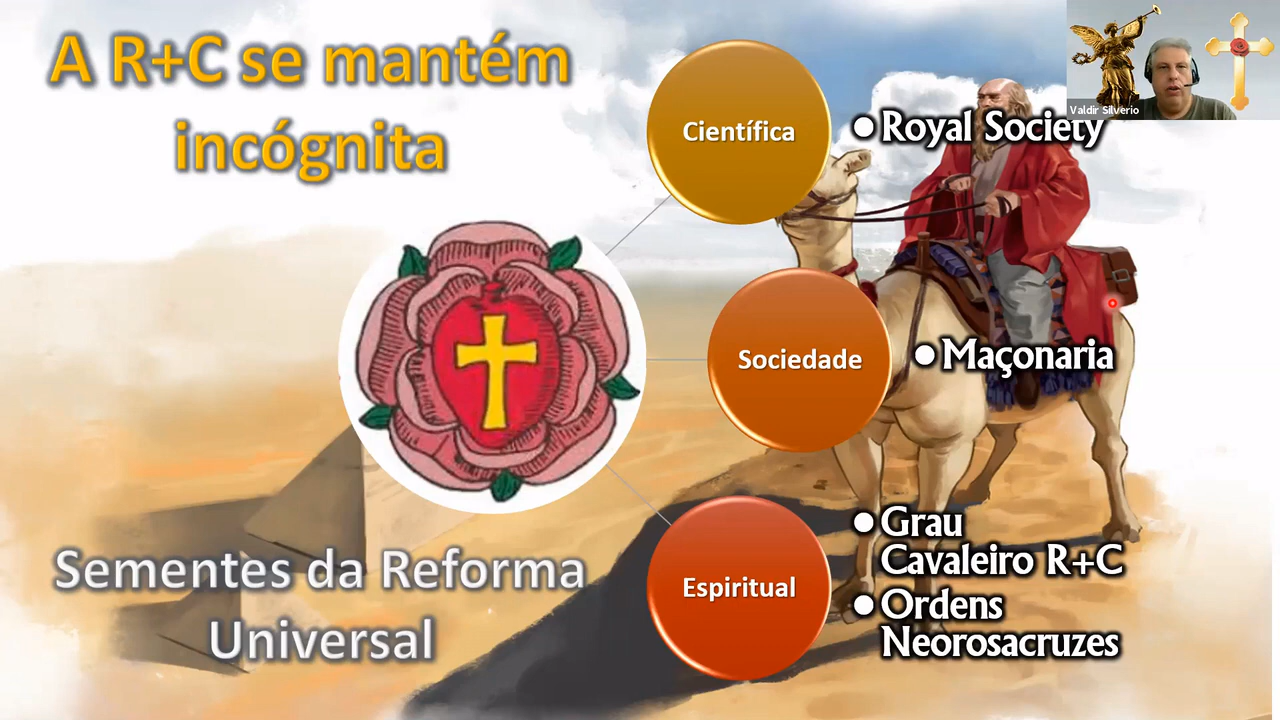 A R+C se mantém
incógnita
Científica
● Royal Society
Valdir Silverio
Sociedade
● Maçonaria
Espiritual
● Grau
Cavaleiro R+C
● Ordens
Neorosacruzes
Sementes da Reforma
Universal